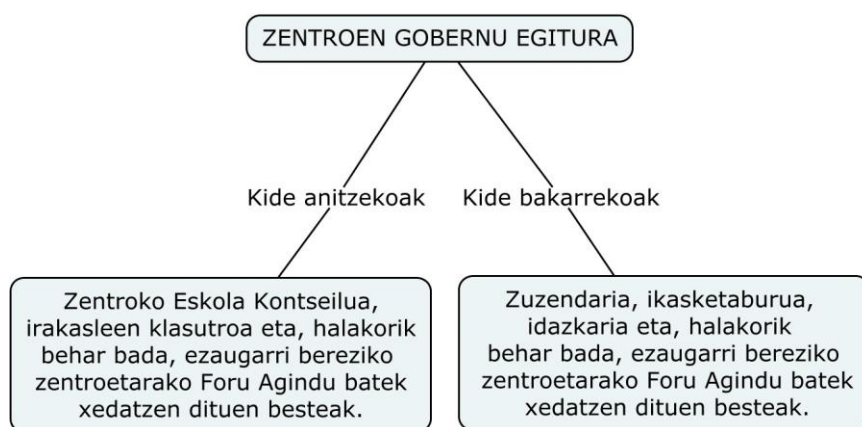 ZENTROEN GOBERNU EGITURA
Kide anitzekoak
Kide bakarrekoak
Zentroko Eskola Kontseilua,
irakasleen klasutroa eta, halakorik
behar bada, ezaugarri bereziko
zentroetarako Foru Agindu batek
xedatzen dituen besteak.
Zuzendaria, ikasketaburua,
idazkaria eta, halakorik
behar bada, ezaugarri bereziko
zentroetarako Foru Agindu batek
xedatzen dituen besteak.